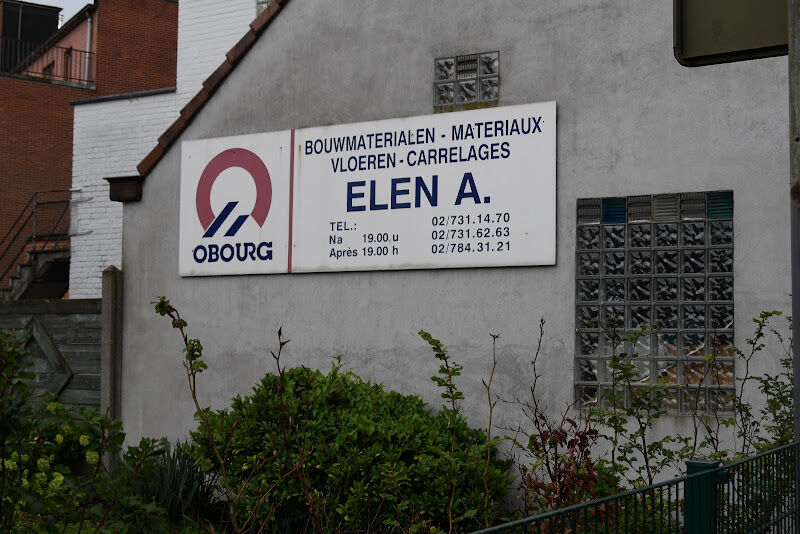 OBOURG
BOUWMATERIALEN - MATERIAUX
VLOEREN - CARRELAGES
ELEN A.
TEL.: 02/731.14.70
Na 19.00 u 02/731.62.63
Après 19.00 h 02/784.31.21